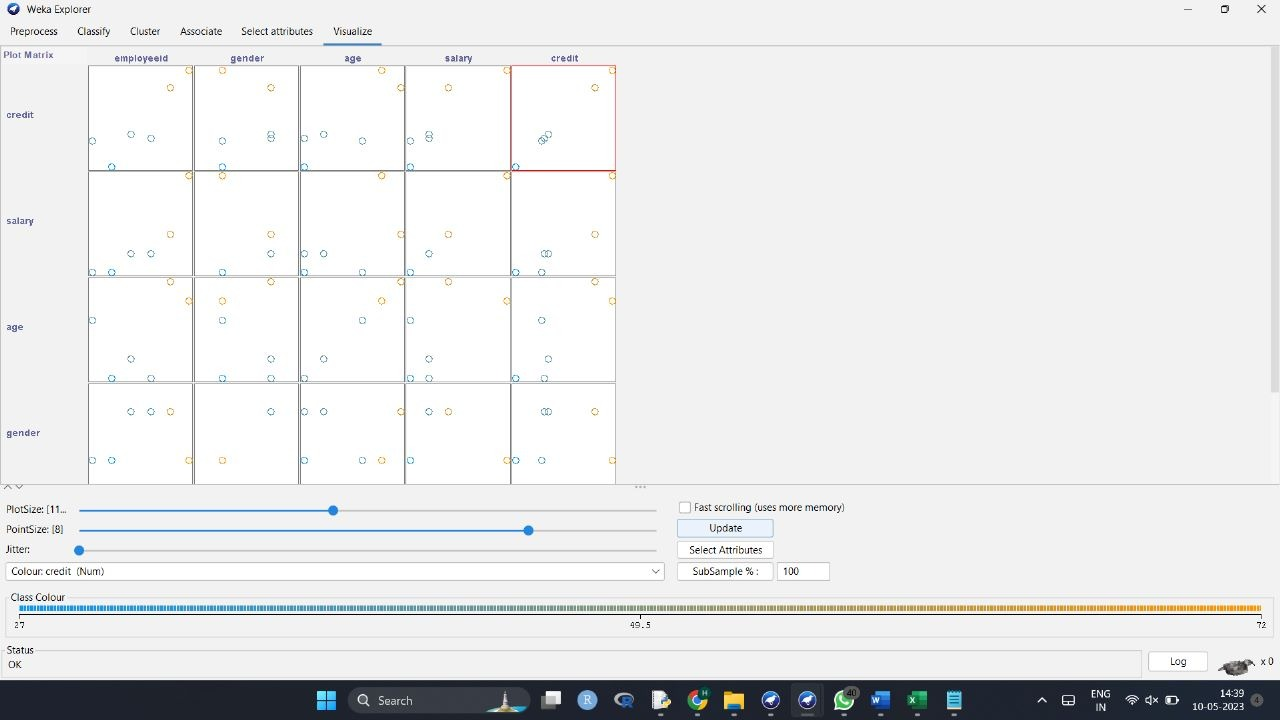 Weka Explorer
Preprocess Classify Cluster Associate Select attributes Visualize
Plot Matrix employeeid gender age salary credit
credit
salary
age
gender
PlotSize: [11... Fast scrolling (uses more memory)
PointSize: [8] Update
Jitter: Select Attributes
Colour: credit (Num) SubSample % : 100
Class Colour
27 49.5 72
Status
OK Log x 0
Search 40 ENG 14:39
IN 10-05-2023 4